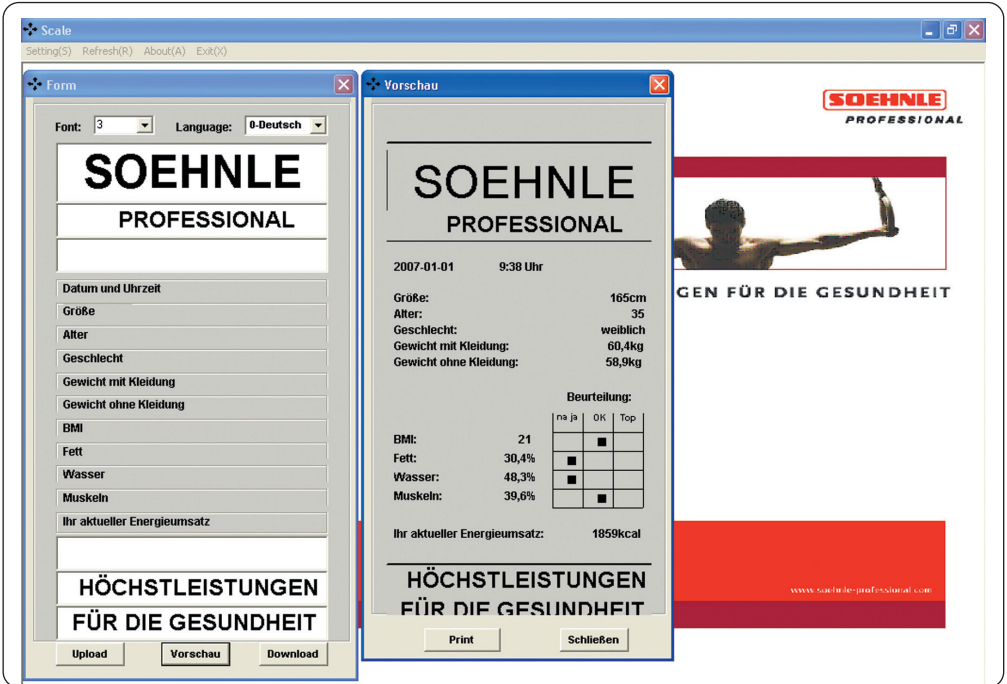 Scale
Setting(S) Refresh(R) About(A) Exit(X)
Form
Font: 3 Language: 0-Deutsch
SOEHNLE
PROFESSIONAL
Datum und Uhrzeit
Größe
Alter
Geschlecht
Gewicht mit Kleidung
Gewicht ohne Kleidung
BMI
Fett
Wasser
Muskeln
Ihr aktueller Energieumsatz
HÖCHSTLEISTUNGEN
FÜR DIE GESUNDHEIT
Upload Vorschau Download
Vorschau
SOEHNLE
PROFESSIONAL
2007-01-01 9:38 Uhr
Größe: 165cm
Alter: 35
Geschlecht: weiblich
Gewicht mit Kleidung: 60,4kg
Gewicht ohne Kleidung: 58,9kg
Beurteilung:
na ja OK Top
BMI: 21
Fett: 30,4%
Wasser: 48,3%
Muskeln: 39,6%
Ihr aktueller Energieumsatz: 1859kcal
HÖCHSTLEISTUNGEN
FÜR DIE GESUNDHEIT
Print Schließen
SOEHNLE
PROFESSIONAL
GEN FÜR DIE GESUNDHEIT
www.soehnle-professional.com